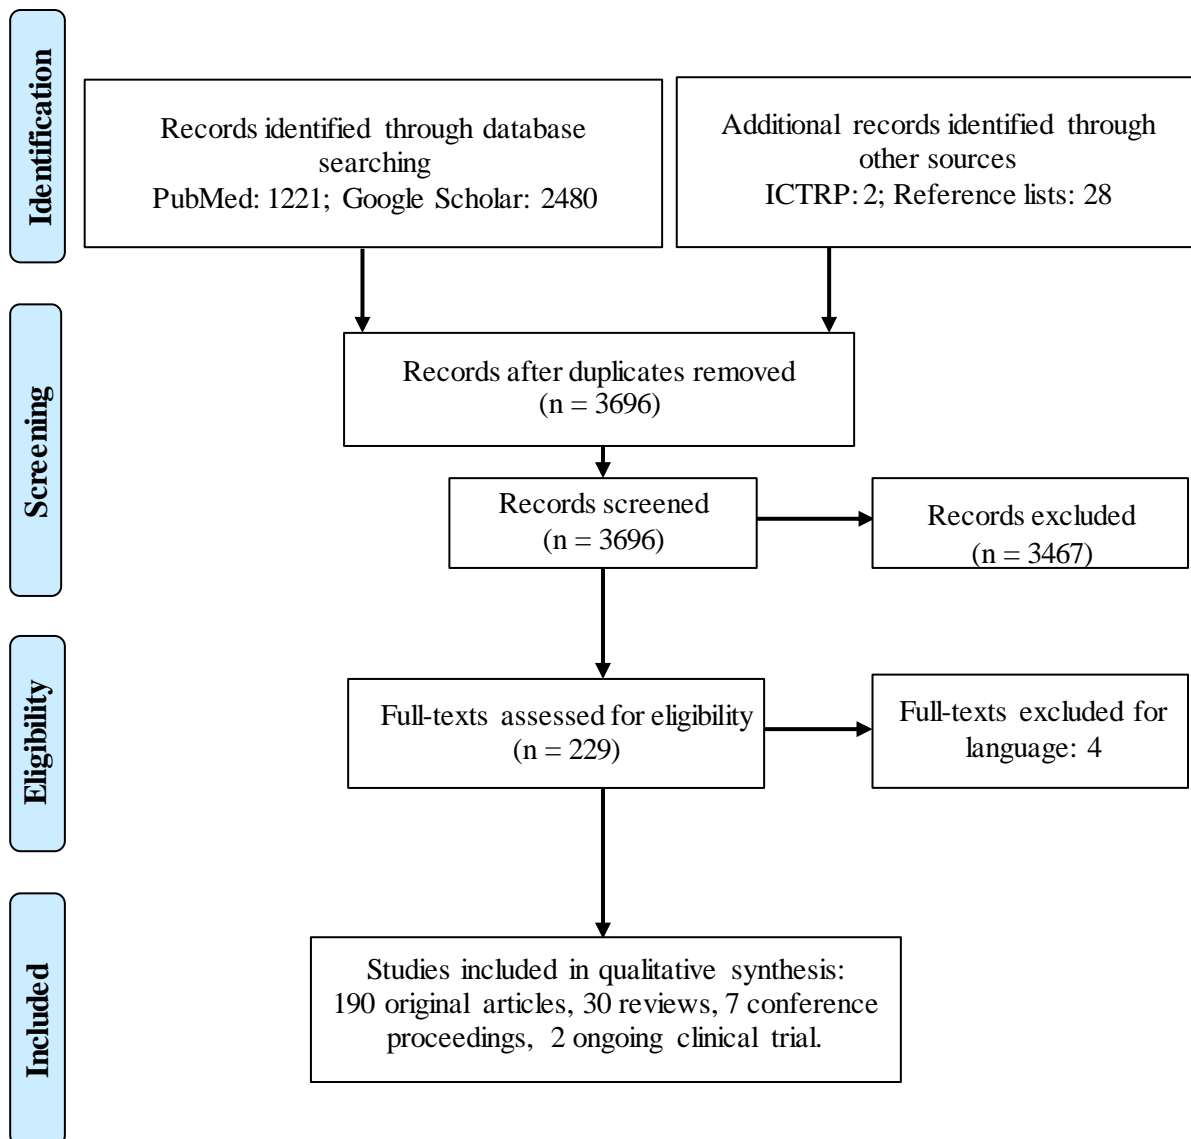 Identification
Records identified through database
searching
PubMed: 1221; Google Scholar: 2480
Additional records identified through
other sources
ICTRP: 2; Reference lists: 28
Screening
Records after duplicates removed
(n = 3696)
Records screened
(n = 3696)
Records excluded
(n = 3467)
Eligibility
Full-texts assessed for eligibility
(n = 229)
Full-texts excluded for
language: 4
Included
Studies included in qualitative synthesis:
190 original articles, 30 reviews, 7 conference
proceedings, 2 ongoing clinical trial.